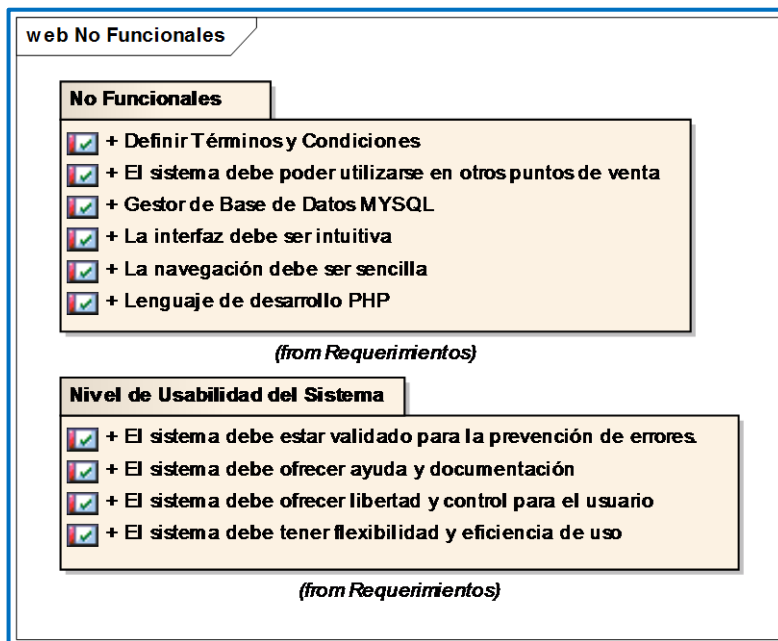 web No Funcionales
No Funcionales
+ Definir Términos y Condiciones
+ El sistema debe poder utilizarse en otros puntos de venta
+ Gestor de Base de Datos MYSQL
+ La interfaz debe ser intuitiva
+ La navegación debe ser sencilla
+ Lenguaje de desarrollo PHP
(from Requerimientos)
Nivel de Usabilidad del Sistema
+ El sistema debe estar validado para la prevención de errores.
+ El sistema debe ofrecer ayuda y documentación
+ El sistema debe ofrecer libertad y control para el usuario
+ El sistema debe tener flexibilidad y eficiencia de uso
(from Requerimientos)